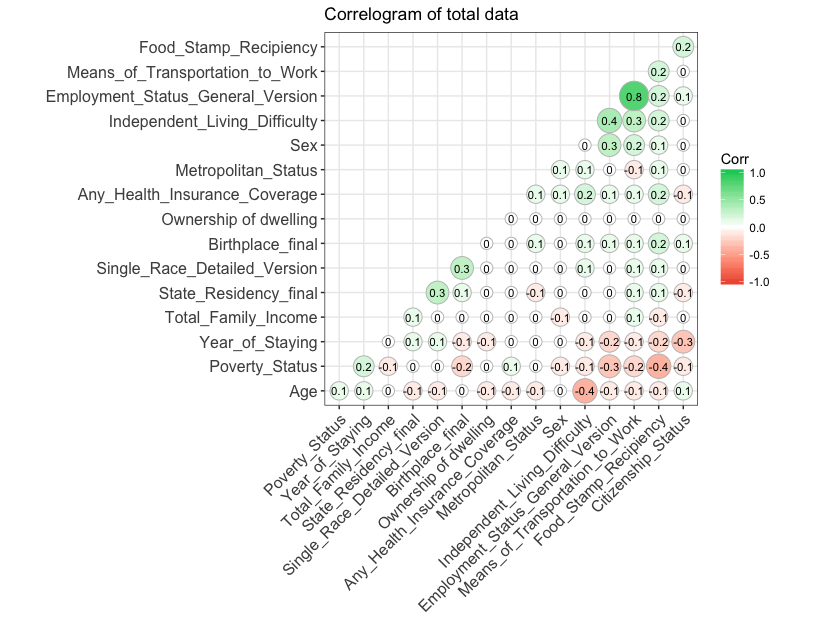 Correlogram of total data
Food_Stamp_Recipiency 0.2
Means_of_Transportation_to_Work 0.2 0
Employment_Status_General_Version 0.8 0.2 0.1
Independent_Living_Difficulty 0.4 0.3 0.2 0
Sex 0 0.3 0.2 0.1 0
Metropolitan_Status 0.1 0.1 0 -0.1 0.1 0
Any_Health_Insurance_Coverage 0.1 0.1 0.2 0.1 0.1 0.2 -0.1
Ownership of dwelling 0 0 0 0 0 0 0 0
Birthplace_final 0 0 0.1 0 0.1 0.1 0.1 0.2 0.1
Single_Race_Detailed_Version 0.3 0 0 0 0 0.1 0 0.1 0.1 0
State_Residency_final 0.3 0.1 0 0 -0.1 0 0 0 0.1 0.1 -0.1
Total_Family_Income 0.1 0 0 0 0 0 -0.1 0 0 0.1 -0.1 0
Year_of_Staying 0 0.1 0.1 -0.1 -0.1 0 0 0 -0.1 -0.2 -0.1 -0.2 -0.3
Poverty_Status 0.2 -0.1 0 0 -0.2 0 0.1 0 -0.1 -0.1 -0.3 -0.2 -0.4 -0.1
Age 0.1 0.1 0 -0.1 -0.1 0 -0.1 -0.1 -0.1 0 -0.4 -0.1 -0.1 -0.1 0.1
Poverty_Status
Year_of_Staying
Total_Family_Income
State_Residency_final
Single_Race_Detailed_Version
Birthplace_final
Ownership of dwelling
Any_Health_Insurance_Coverage
Metropolitan_Status
Sex
Independent_Living_Difficulty
Employment_Status_General_Version
Means_of_Transportation_to_Work
Food_Stamp_Recipiency
Citizenship_Status
Corr
1.0
0.5
0.0
-0.5
-1.0